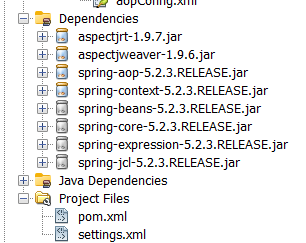 aopConfig.xml
Dependencies
aspectjrt-1.9.7.jar
aspectjweaver-1.9.6.jar
spring-aop-5.2.3.RELEASE.jar
spring-context-5.2.3.RELEASE.jar
spring-beans-5.2.3.RELEASE.jar
spring-core-5.2.3.RELEASE.jar
spring-expression-5.2.3.RELEASE.jar
spring-jcl-5.2.3.RELEASE.jar
Java Dependencies
Project Files
pom.xml
settings.xml